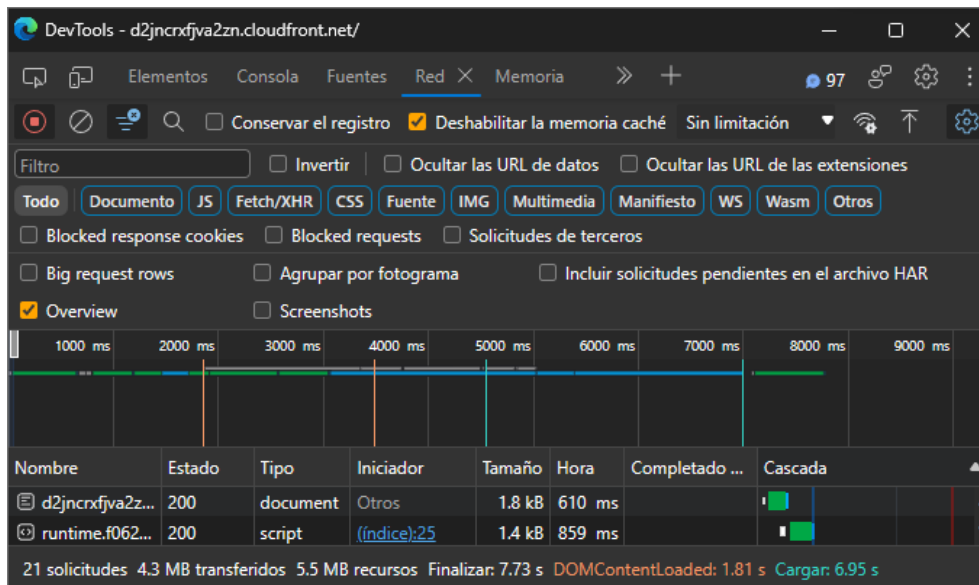 DevTools - d2jncrxfjva2zn.cloudfront.net/
Elementos Consola Fuentes Red Memoria 97
Conservar el registro Deshabilitar la memoria caché Sin limitación
Filtro Invertir Ocultar las URL de datos Ocultar las URL de las extensiones
Todo Documento JS Fetch/XHR CSS Fuente IMG Multimedia Manifiesto WS Wasm Otros
Blocked response cookies Blocked requests Solicitudes de terceros
Big request rows Agrupar por fotograma Incluir solicitudes pendientes en el archivo HAR
Overview Screenshots
1000 ms 2000 ms 3000 ms 4000 ms 5000 ms 6000 ms 7000 ms 8000 ms 9000 ms
Nombre Estado Tipo Iniciador Tamaño Hora Completado ... Cascada
d2jncrxfjva2z... 200 document Otros 1.8 kB 610 ms
runtime.f062... 200 script (índice):25 1.4 kB 859 ms
21 solicitudes 4.3 MB transferidos 5.5 MB recursos Finalizar: 7.73 s DOMContentLoaded: 1.81 s Cargar: 6.95 s